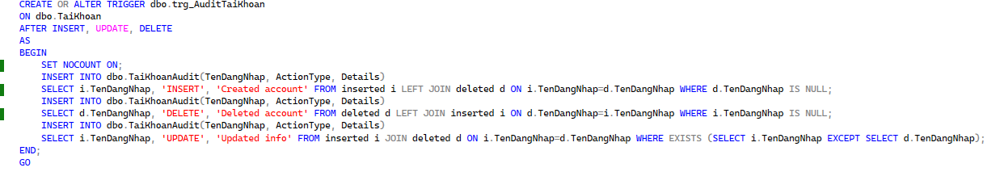 CREATE OR ALTER TRIGGER dbo.trg_AuditTaiKhoan
ON dbo.TaiKhoan
AFTER INSERT, UPDATE, DELETE
AS
BEGIN
    SET NOCOUNT ON;
    INSERT INTO dbo.TaiKhoanAudit(TenDangNhap, ActionType, Details)
    SELECT i.TenDangNhap, 'INSERT', 'Created account' FROM inserted i LEFT JOIN deleted d ON i.TenDangNhap=d.TenDangNhap WHERE d.TenDangNhap IS NULL;
    INSERT INTO dbo.TaiKhoanAudit(TenDangNhap, ActionType, Details)
    SELECT d.TenDangNhap, 'DELETE', 'Deleted account' FROM deleted d LEFT JOIN inserted i ON d.TenDangNhap=i.TenDangNhap WHERE i.TenDangNhap IS NULL;
    INSERT INTO dbo.TaiKhoanAudit(TenDangNhap, ActionType, Details)
    SELECT i.TenDangNhap, 'UPDATE', 'Updated info' FROM inserted i JOIN deleted d ON i.TenDangNhap=d.TenDangNhap WHERE EXISTS (SELECT i.TenDangNhap EXCEPT SELECT d.TenDangNhap);
END;
GO